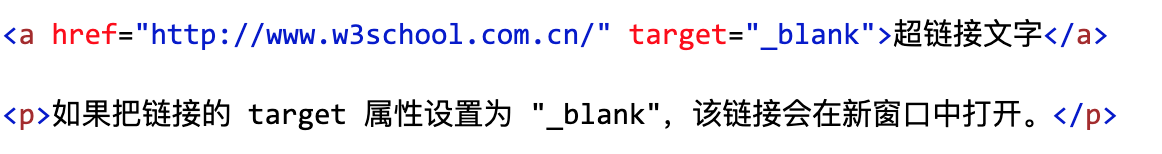 <a href="http://www.w3school.com.cn/" target="_blank">超链接文字</a>
<p>如果把链接的 target 属性设置为 "_blank"，该链接会在新窗口中打开。</p>